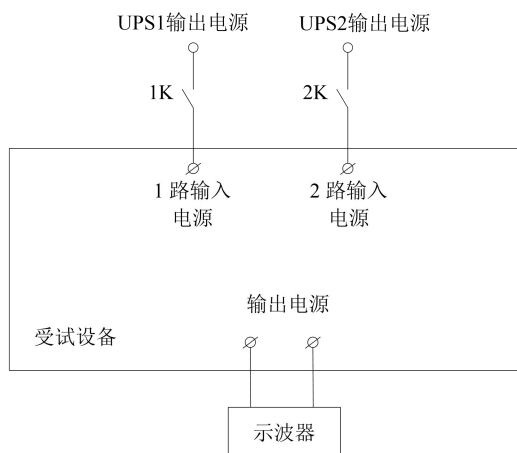 UPS1输出电源
UPS2输出电源
1K
2K
1 路输入
电源
2 路输入
电源
输出电源
受试设备
示波器